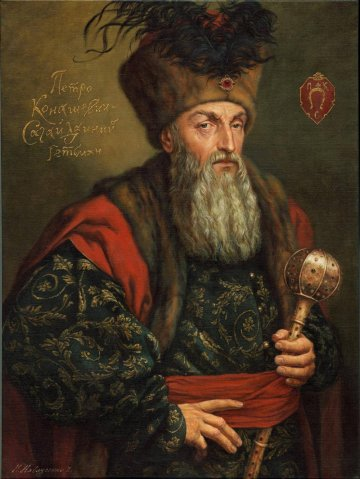 Петро
Конашевич-
Сагайдачний
Гетьман
П К
С